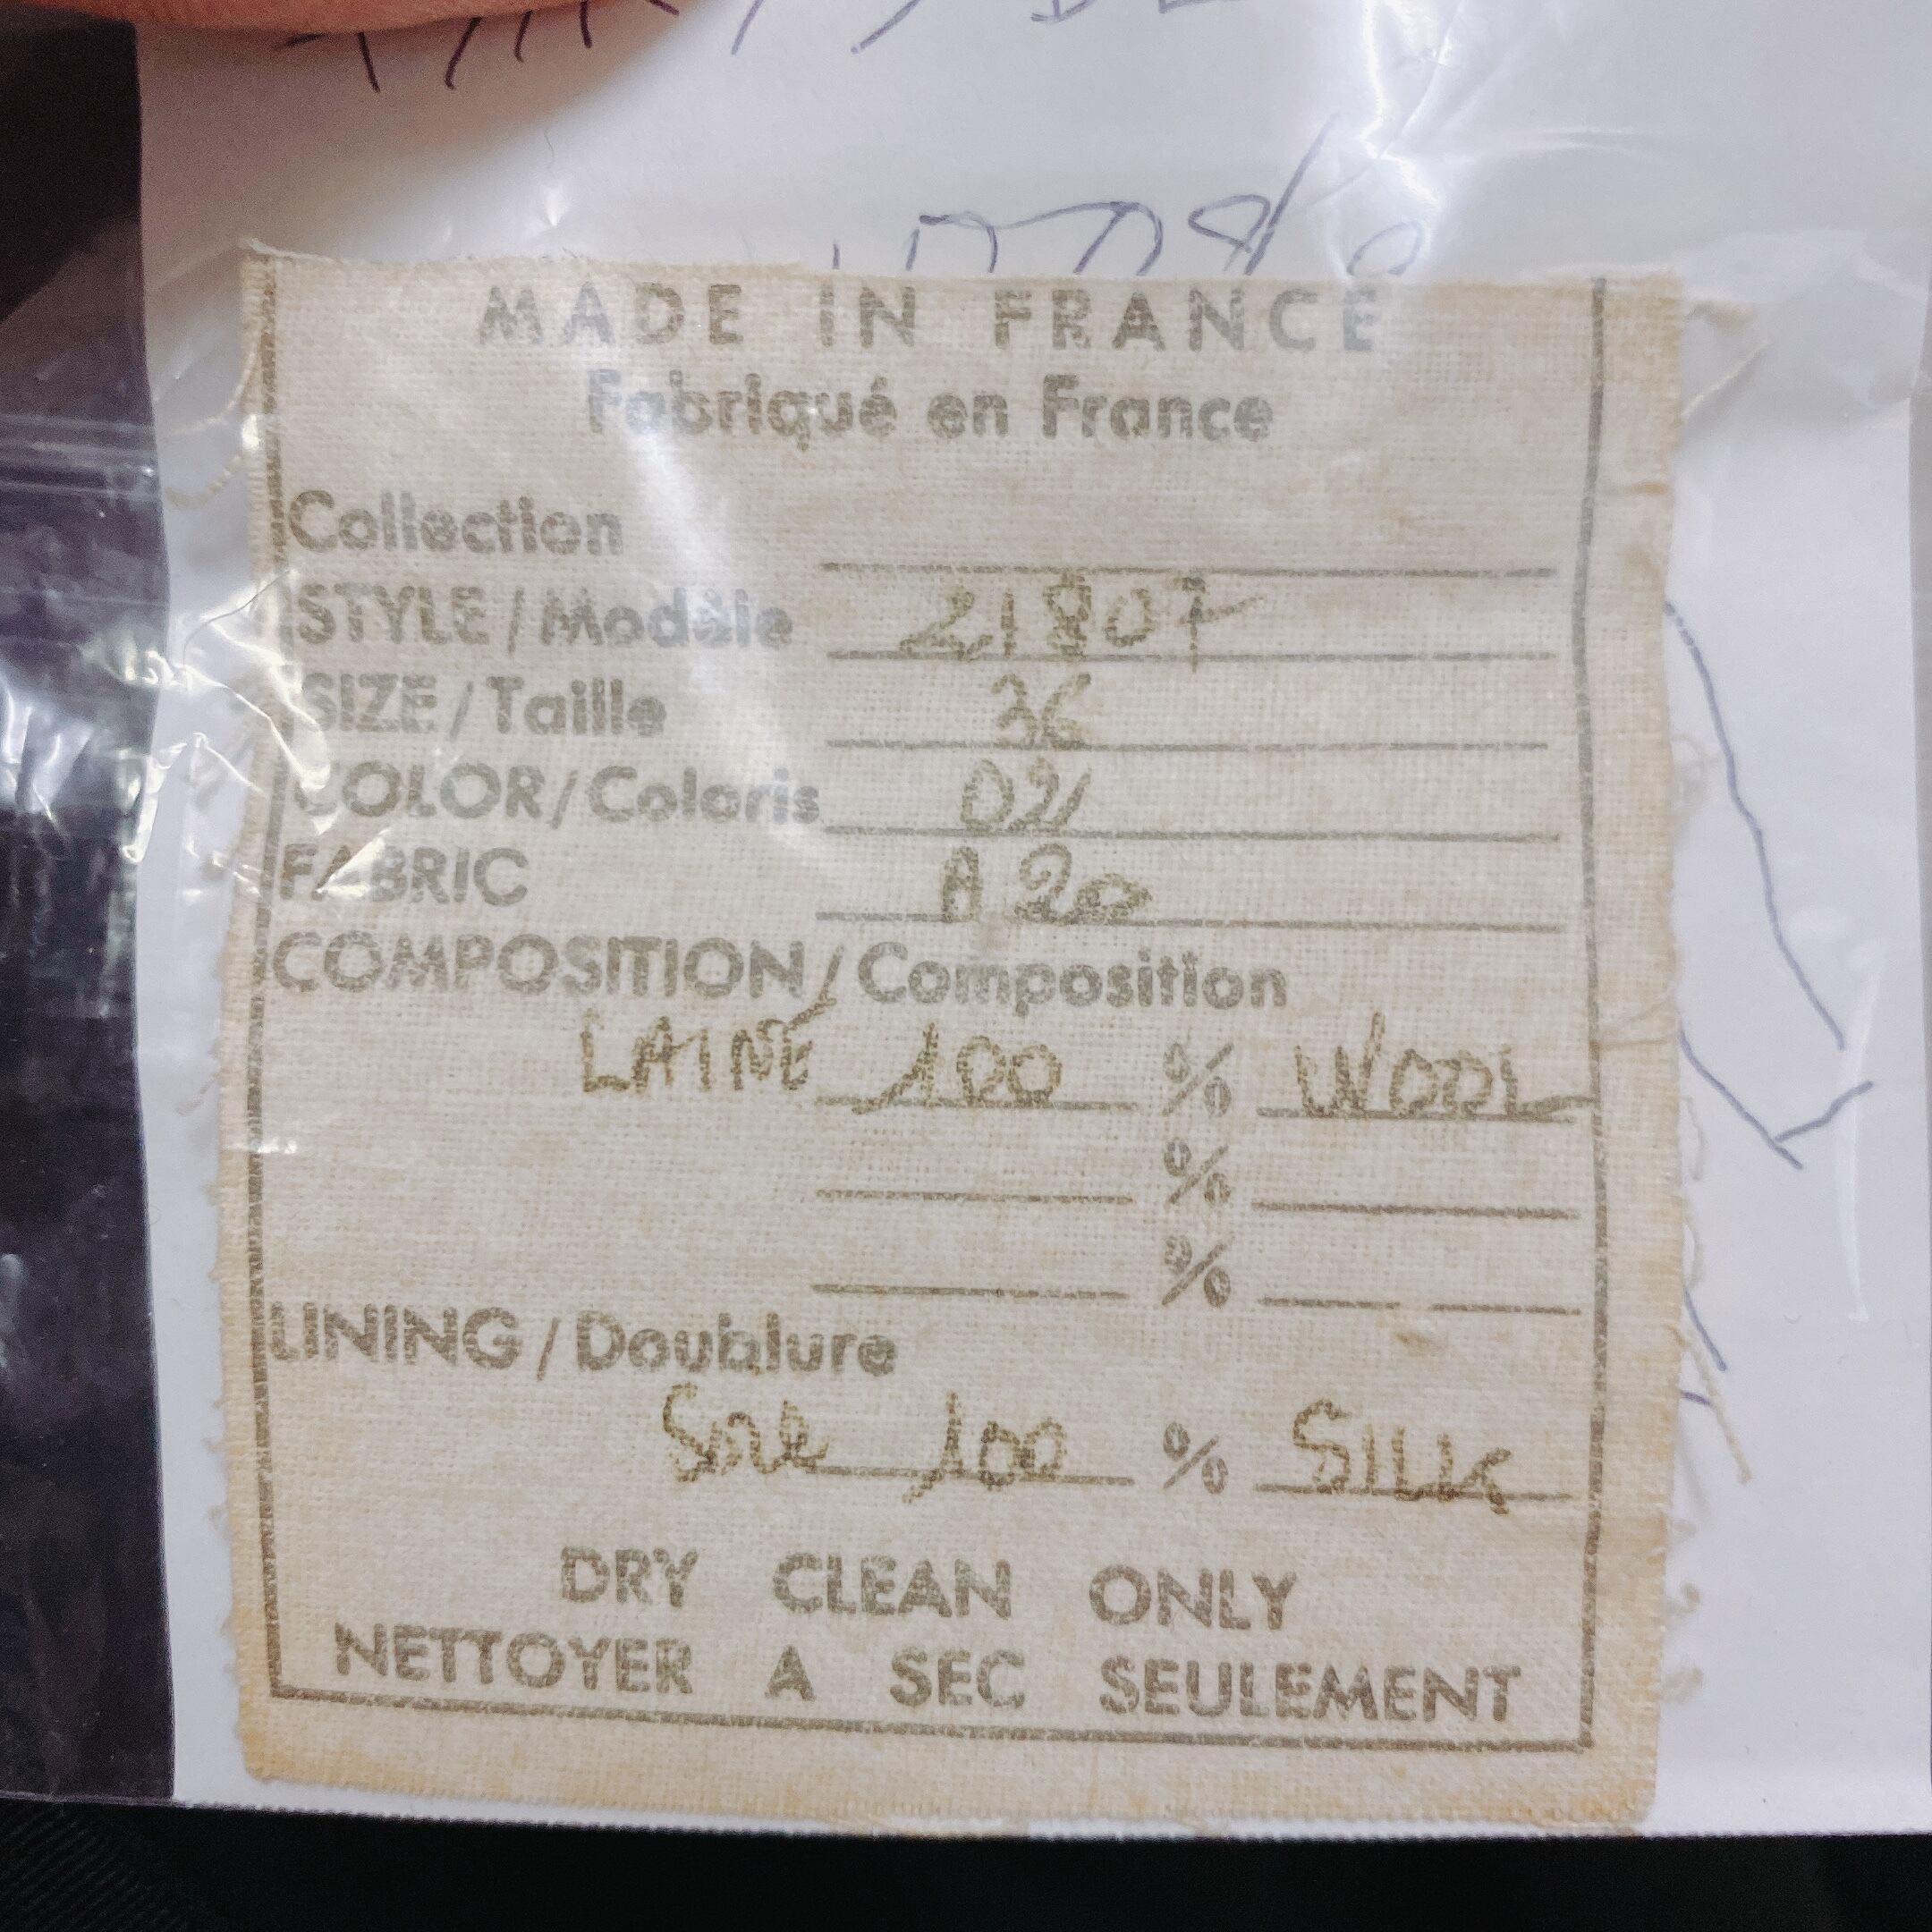 MADE IN FRANCE
Fabriqué en France
Collection
STYLE / Modèle 21807
SIZE / Taille 36
COLOR / Coloris 02
FABRIC A 20
COMPOSITION / Composition
LAINE 100 % WOOL
%
%
LINING / Doublure
Soie 100 % SILK
DRY CLEAN ONLY
NETTOYER A SEC SEULEMENT